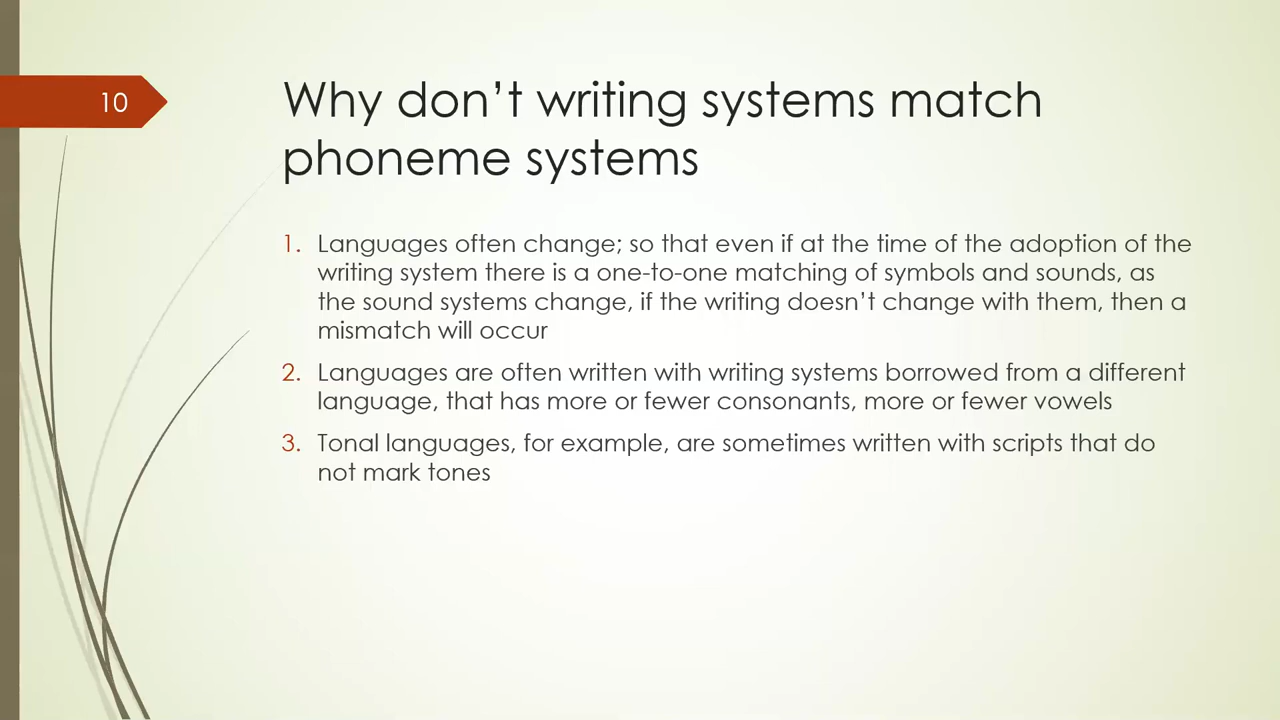 10
Why don’t writing systems match
phoneme systems
1. Languages often change; so that even if at the time of the adoption of the
writing system there is a one-to-one matching of symbols and sounds, as
the sound systems change, if the writing doesn’t change with them, then a
mismatch will occur
2. Languages are often written with writing systems borrowed from a different
language, that has more or fewer consonants, more or fewer vowels
3. Tonal languages, for example, are sometimes written with scripts that do
not mark tones